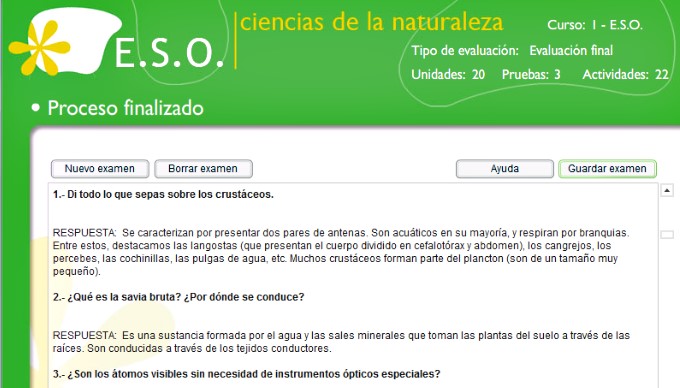 E.S.O.
ciencias de la naturaleza
Curso: 1 - E.S.O.
Tipo de evaluación: Evaluación final
Unidades: 20 Pruebas: 3 Actividades: 22
• Proceso finalizado
Nuevo examen
Borrar examen
Ayuda
Guardar examen
1.- Di todo lo que sepas sobre los crustáceos.
RESPUESTA: Se caracterizan por presentar dos pares de antenas. Son acuáticos en su mayoría, y respiran por branquias.
Entre estos, destacamos las langostas (que presentan el cuerpo dividido en cefalotórax y abdomen), los cangrejos, los
percebes, las cochinillas, las pulgas de agua, etc. Muchos crustáceos forman parte del plancton (son de un tamaño muy
pequeño).
2.- ¿Qué es la savia bruta? ¿Por dónde se conduce?
RESPUESTA: Es una sustancia formada por el agua y las sales minerales que toman las plantas del suelo a través de las
raíces. Son conducidas a través de los tejidos conductores.
3.- ¿Son los átomos visibles sin necesidad de instrumentos ópticos especiales?